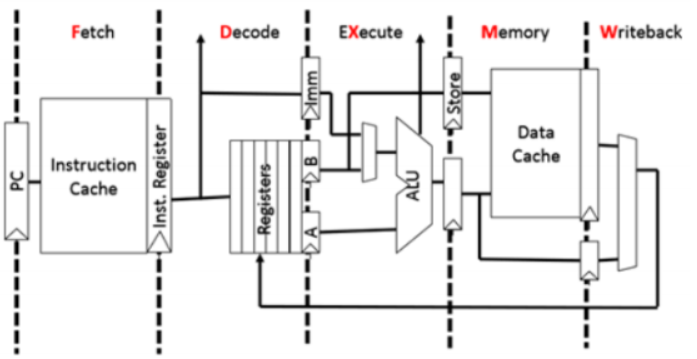 Fetch
Decode
EXecute
Memory
Writeback
PC
Instruction
Cache
Inst. Register
Registers
Imm
B
A
ALU
Store
Data
Cache